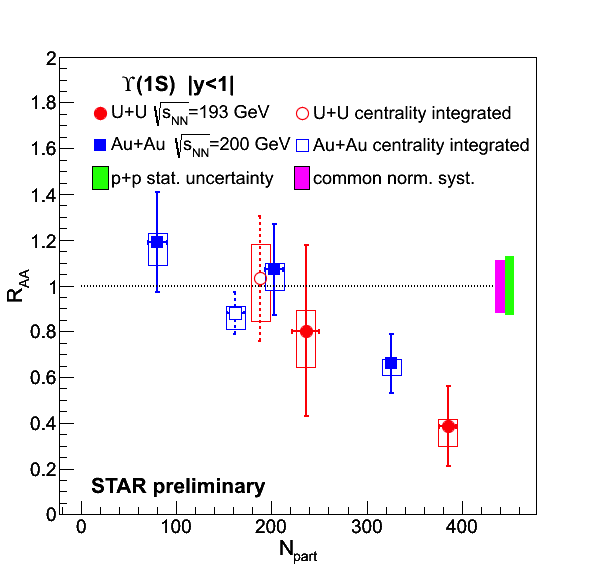 2
1.8
1.6
1.4
1.2
1
0.8
0.6
0.4
0.2
0
R_AA
ϒ(1S) |y<1|
U+U √s_NN=193 GeV
U+U centrality integrated
Au+Au √s_NN=200 GeV
Au+Au centrality integrated
p+p stat. uncertainty
common norm. syst.
STAR preliminary
0 100 200 300 400
N_part